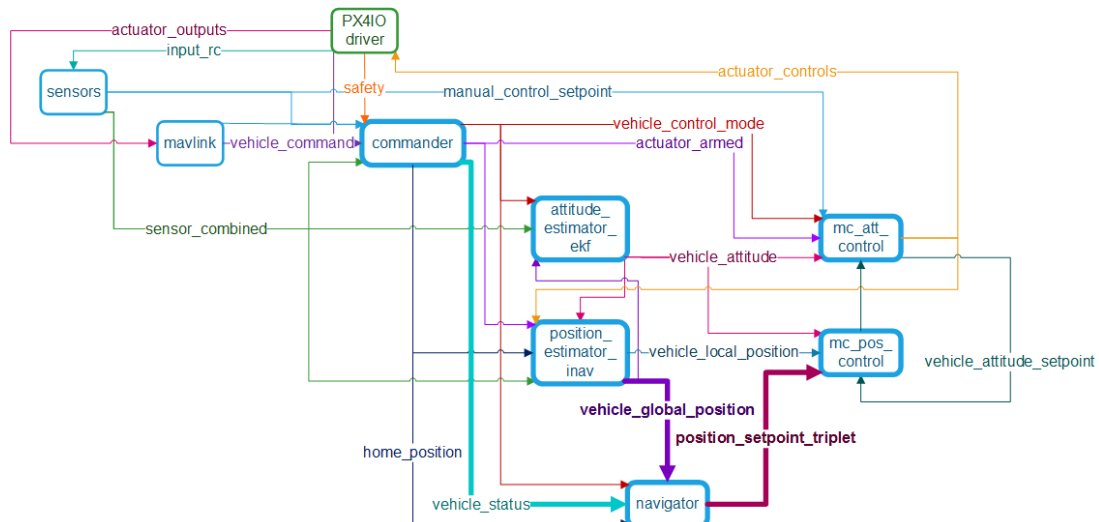 PX4IO
driver
actuator_outputs
input_rc
actuator_controls
sensors
safety
manual_control_setpoint
mavlink
vehicle_command
commander
vehicle_control_mode
actuator_armed
attitude_
estimator_
ekf
sensor_combined
mc_att_
control
vehicle_attitude
position_
estimator_
inav
vehicle_local_position
mc_pos_
control
vehicle_attitude_setpoint
vehicle_global_position
position_setpoint_triplet
home_position
vehicle_status
navigator